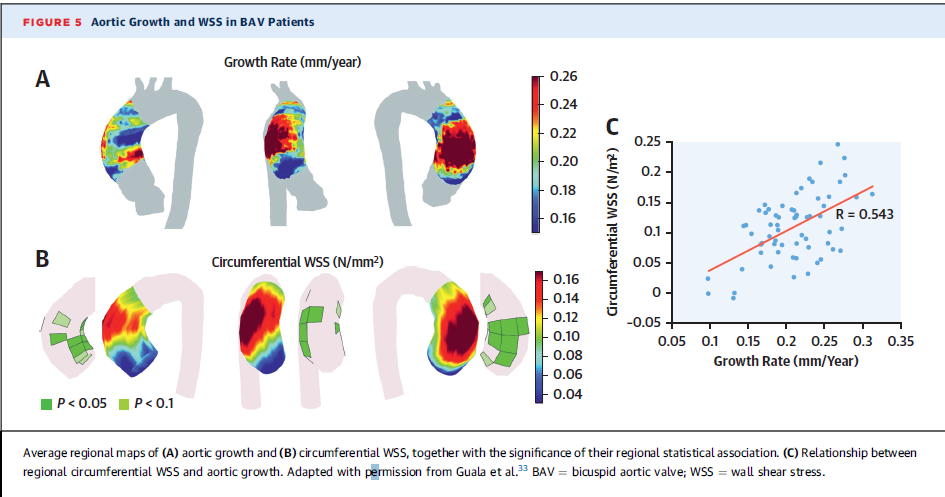 FIGURE 5 Aortic Growth and WSS in BAV Patients
A
Growth Rate (mm/year)
0.26
0.24
0.22
0.20
0.18
0.16
B
Circumferential WSS (N/mm²)
0.16
0.14
0.12
0.10
0.08
0.06
0.04
P < 0.05 P < 0.1
C
Circumferential WSS (N/m²)
0.25
0.2
0.15
0.1
0.05
0
–0.05
R = 0.543
0.05 0.1 0.15 0.2 0.25 0.3 0.35
Growth Rate (mm/Year)
Average regional maps of (A) aortic growth and (B) circumferential WSS, together with the significance of their regional statistical association. (C) Relationship between
regional circumferential WSS and aortic growth. Adapted with permission from Guala et al.³³ BAV = bicuspid aortic valve; WSS = wall shear stress.